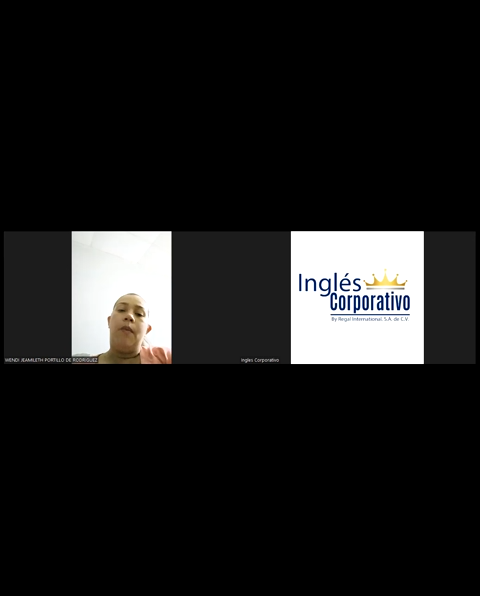 WENDI JEAMILETH PORTILLO DE RODRIGUEZ
Inglés Corporativo
Inglés
Corporativo
By Regal International, S.A. de C.V.